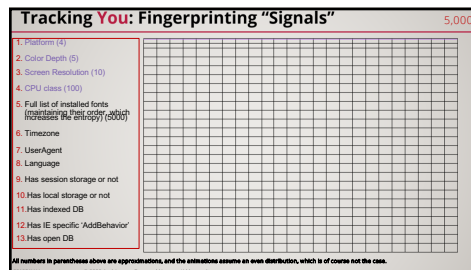 Tracking You: Fingerprinting “Signals”
5,000
1. Platform (4)
2. Color Depth (5)
3. Screen Resolution (10)
4. CPU class (100)
5. Full list of installed fonts
(maintaining their order, which
increases the entropy) (5000)
6. Timezone
7. UserAgent
8. Language
9. Has session storage or not
10.Has local storage or not
11.Has indexed DB
12.Has IE specific ‘AddBehavior’
13.Has open DB
All numbers in parentheses above are approximations, and the animations assume an even distribution, which is of course not the case.